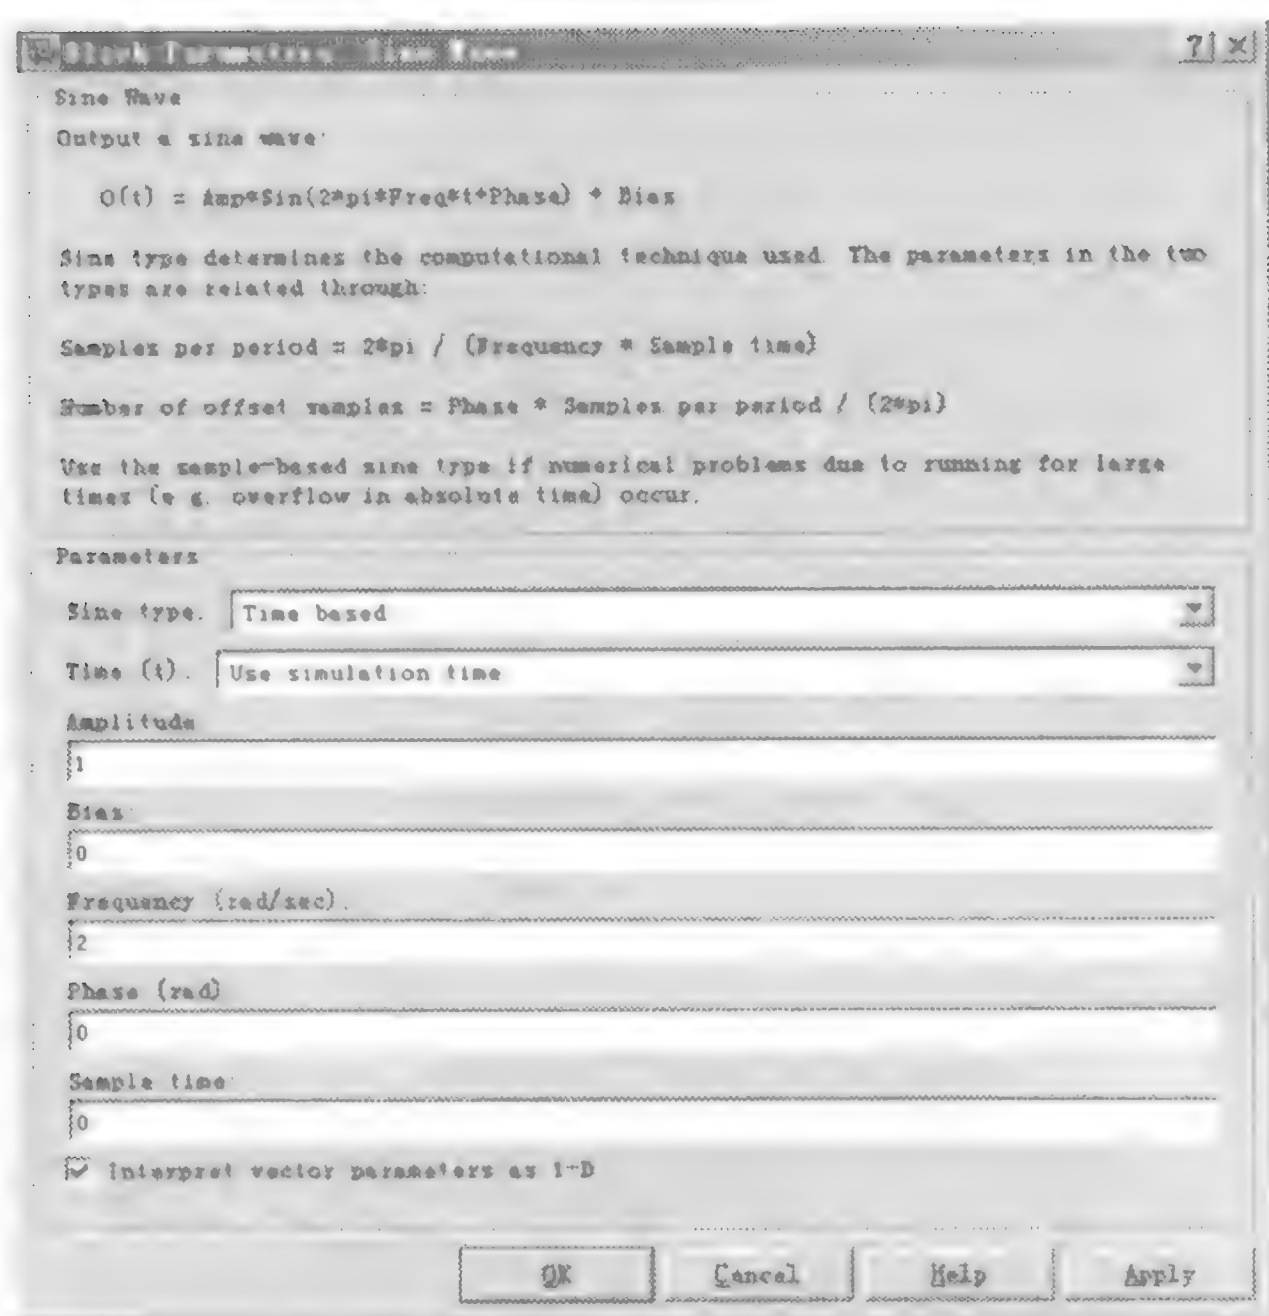 Block Parameters: Sine Wave
Sine Wave
Output a sine wave:
O(t) = Amp*Sin(2*pi*Freq*t+Phase) + Bias
Sine type determines the computational technique used. The parameters in the two
types are related through:
Samples per period = 2*pi / (Frequency * Sample time)
Number of offset samples = Phase * Samples per period / (2*pi)
Use the sample-based sine type if numerical problems due to running for large
times (e.g. overflow in absolute time) occur.
Parameters
Sine type: Time based
Time (t): Use simulation time
Amplitude:
1
Bias:
0
Frequency (rad/sec):
2
Phase (rad):
0
Sample time:
0
Interpret vector parameters as 1-D
OK Cancel Help Apply